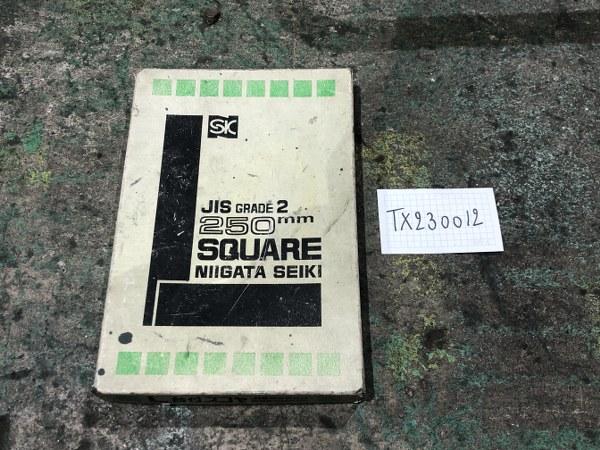 SK
JIS GRADE 2
250mm
SQUARE
NIIGATA SEIKI
TX230012